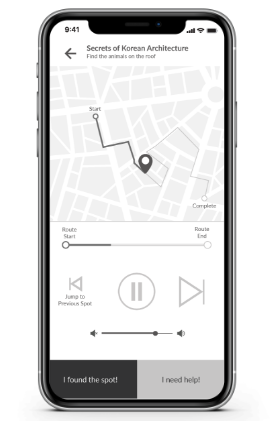 9:41
Secrets of Korean Architecture
Find the animals on the roof
Start
Complete
Route
Start
Route
End
Jump to
Previous Spot
I found the spot!
I need help!